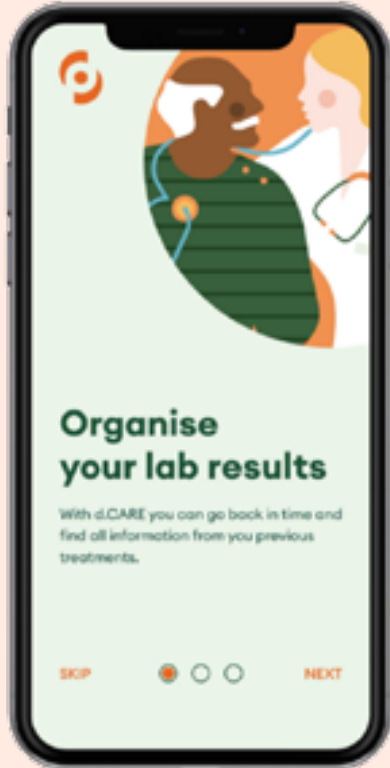 Organise
your lab results
With d.CARE you can go back in time and
find all information from you previous
treatments.
SKIP
NEXT